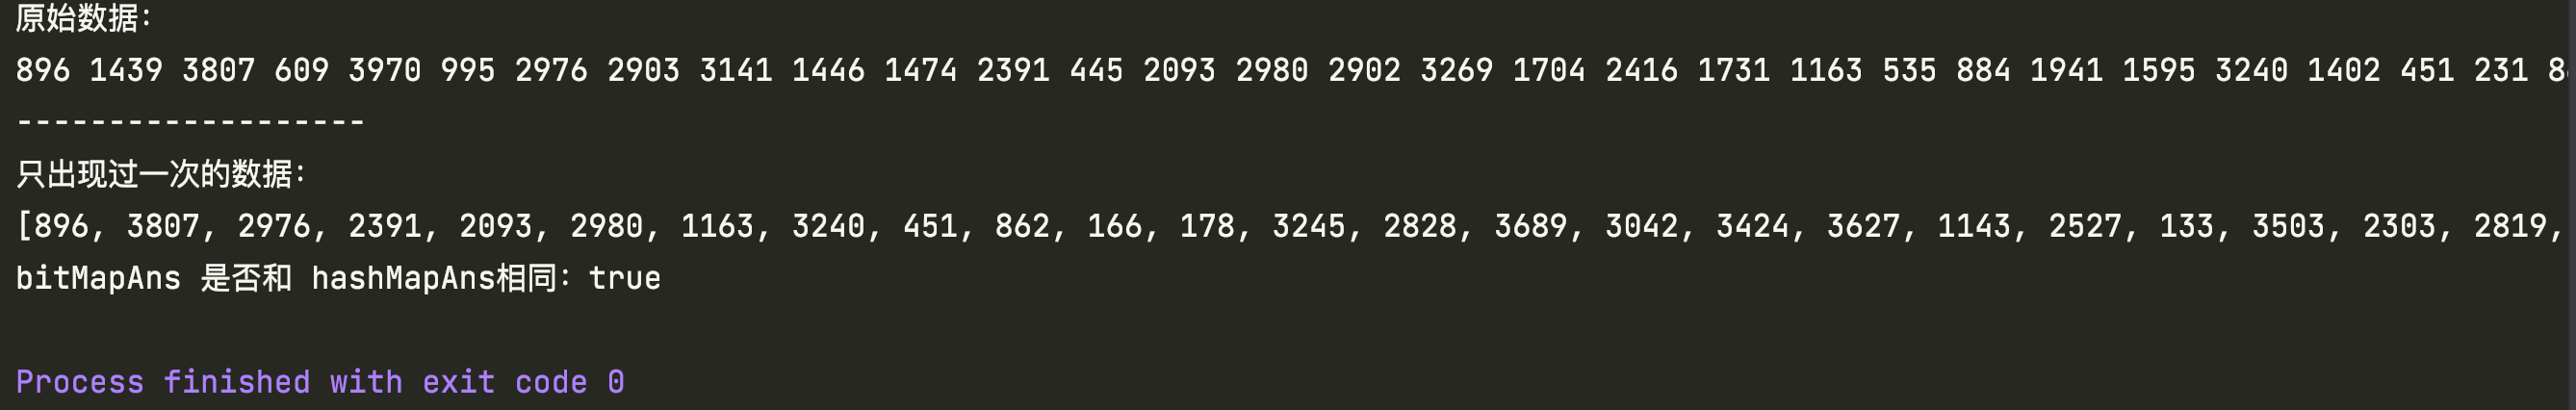 原始数据：
896 1439 3807 609 3970 995 2976 2903 3141 1446 1474 2391 445 2093 2980 2902 3269 1704 2416 1731 1163 535 884 1941 1595 3240 1402 451 231
-------------------
只出现过一次的数据：
[896, 3807, 2976, 2391, 2093, 2980, 1163, 3240, 451, 862, 166, 178, 3245, 2828, 3689, 3042, 3424, 3627, 1143, 2527, 133, 3503, 2303, 2819,
bitMapAns 是否和 hashMapAns相同：true
Process finished with exit code 0